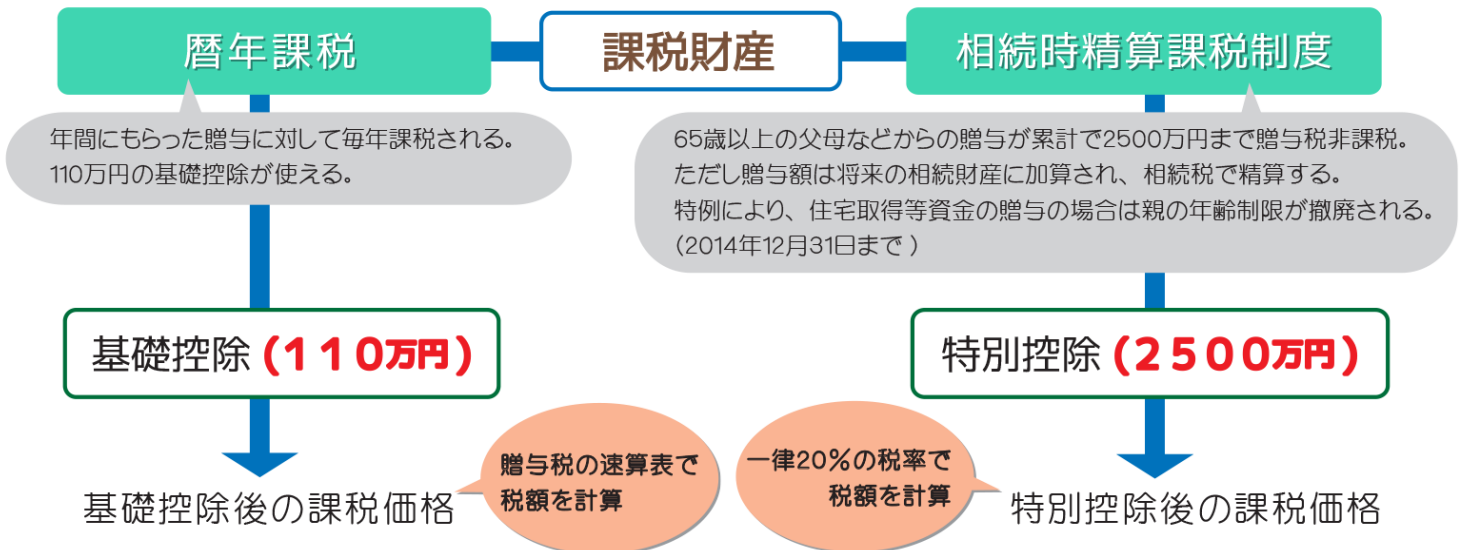 暦年課税
課税財産
相続時精算課税制度
年間にもらった贈与に対して毎年課税される。
110万円の基礎控除が使える。
65歳以上の父母などからの贈与が累計で2500万円まで贈与税非課税。
ただし贈与額は将来の相続財産に加算され、相続税で精算する。
特例により、住宅取得等資金の贈与の場合は親の年齢制限が撤廃される。
(2014年12月31日まで )
基礎控除 (110万円)
特別控除 (2500万円)
贈与税の速算表で
税額を計算
一律20%の税率で
税額を計算
基礎控除後の課税価格
特別控除後の課税価格